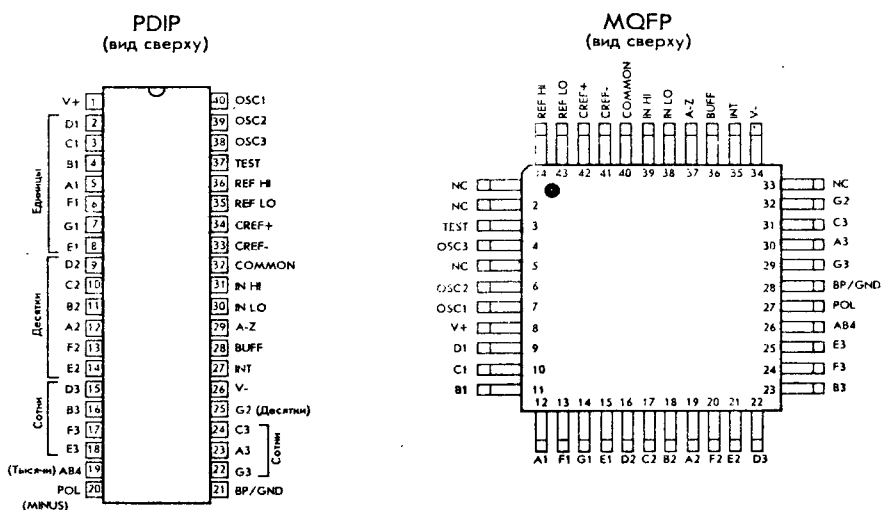 PDIP
(вид сверху)
V+ 1
D1 2
C1 3
B1 4
A1 5
F1 6
G1 7
E1 8
D2 9
C2 10
B2 11
A2 12
F2 13
E2 14
D3 15
B3 16
F3 17
E3 18
(Тысячи) AB4 19
POL 20
(MINUS)
Единицы
Десятки
Сотни
40 OSC1
39 OSC2
38 OSC3
37 TEST
36 REF HI
35 REF LO
34 CREF+
33 CREF-
32 COMMON
31 IN HI
30 IN LO
29 A-Z
28 BUFF
27 INT
26 V-
25 G2 (Десятки)
24 C3
23 A3
22 G3
21 BP/GND
Сотни
MQFP
(вид сверху)
REF HI
REF LO
CREF+
CREF-
COMMON
IN HI
IN LO
A-Z
BUFF
INT
V-
43 42 41 40 39 38 37 36 35 34
NC
NC 2
TEST 3
OSC3 4
NC 5
OSC2 6
OSC1 7
V+ 8
D1 9
C1 10
B1 11
33 NC
32 G2
31 C3
30 A3
29 G3
28 BP/GND
27 POL
26 AB4
25 E3
24 F3
23 B3
12 13 14 15 16 17 18 19 20 21 22
A1 F1 G1 E1 D2 C2 B2 A2 F2 E2 D3